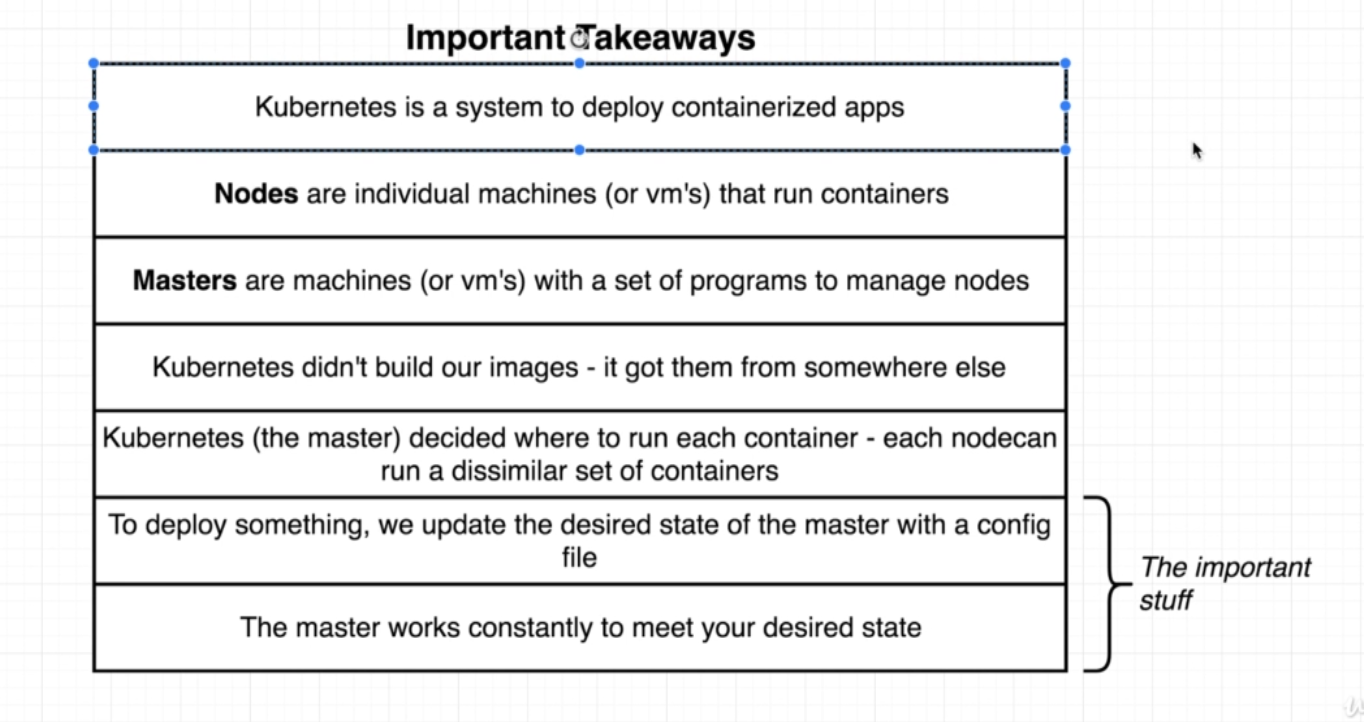 Important Takeaways
Kubernetes is a system to deploy containerized apps
Nodes are individual machines (or vm's) that run containers
Masters are machines (or vm's) with a set of programs to manage nodes
Kubernetes didn't build our images - it got them from somewhere else
Kubernetes (the master) decided where to run each container - each nodecan
run a dissimilar set of containers
To deploy something, we update the desired state of the master with a config
file
The master works constantly to meet your desired state
The important
stuff